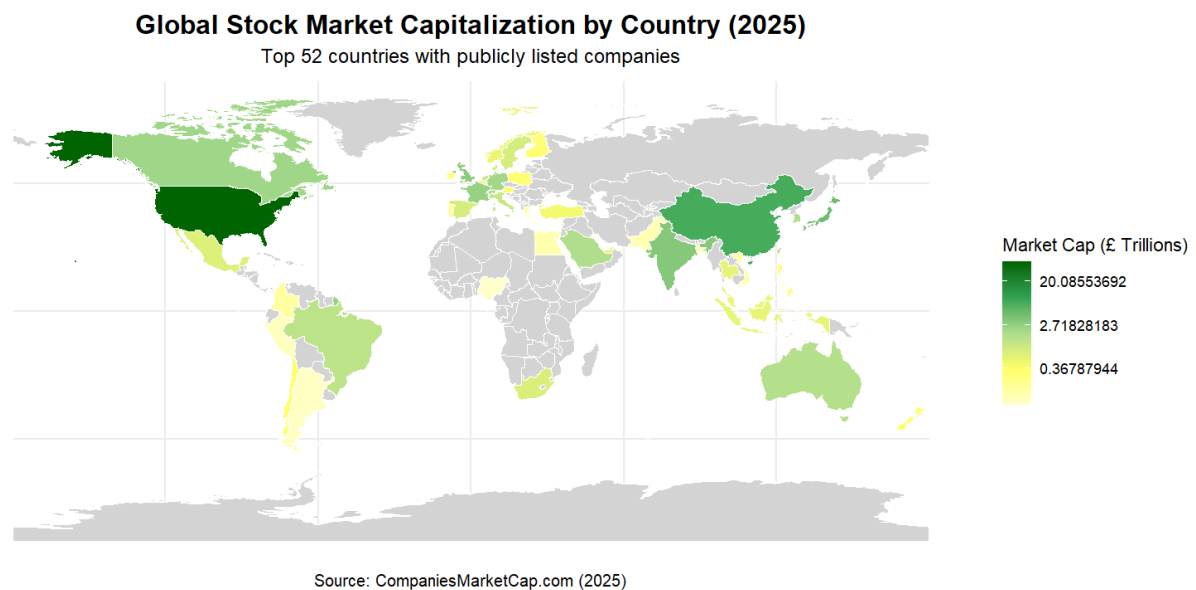 Global Stock Market Capitalization by Country (2025)
Top 52 countries with publicly listed companies
Market Cap (£ Trillions)
20.08553692
2.71828183
0.36787944
Source: CompaniesMarketCap.com (2025)